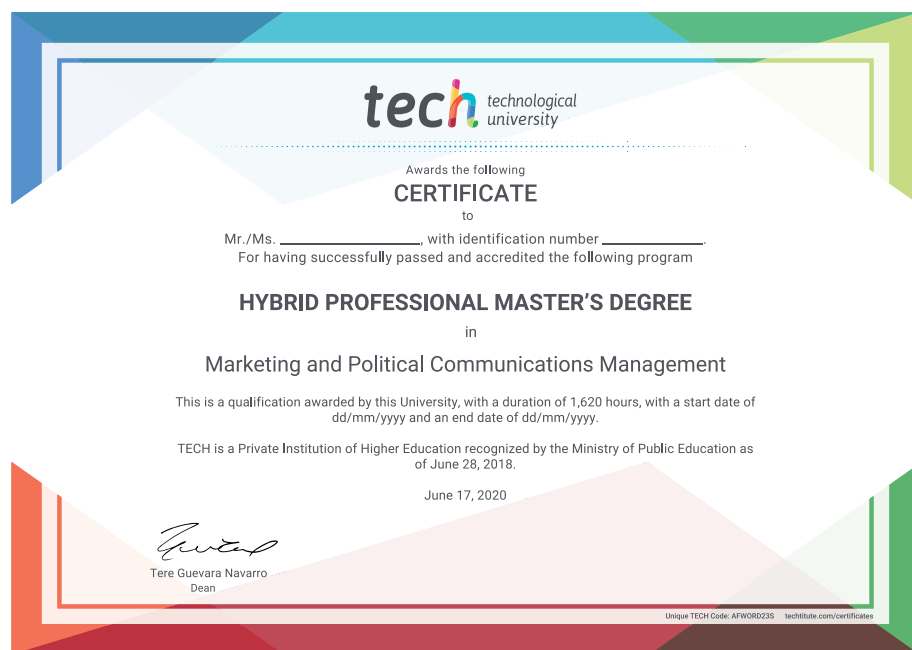 tech technological
university
Awards the following
CERTIFICATE
to
Mr./Ms. ____________________, with identification number ______________.
For having successfully passed and accredited the following program
HYBRID PROFESSIONAL MASTER'S DEGREE
in
Marketing and Political Communications Management
This is a qualification awarded by this University, with a duration of 1,620 hours, with a start date of
dd/mm/yyyy and an end date of dd/mm/yyyy.
TECH is a Private Institution of Higher Education recognized by the Ministry of Public Education as
of June 28, 2018.
June 17, 2020
Tere Guevara Navarro
Dean
Unique TECH Code: AFWORD23S techtitute.com/certificates